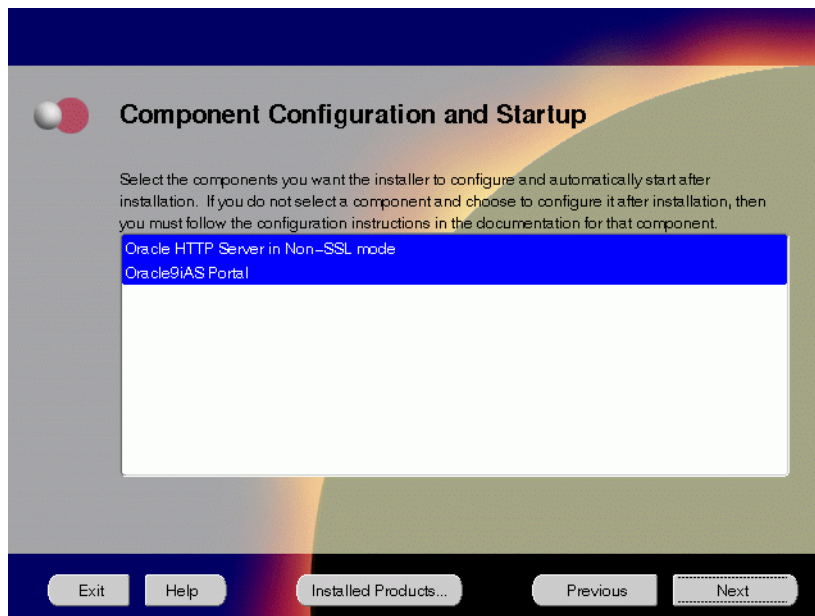 Component Configuration and Startup
Select the components you want the installer to configure and automatically start after
installation. If you do not select a component and choose to configure it after installation, then
you must follow the configuration instructions in the documentation for that component.
Oracle HTTP Server in Non-SSL mode
Oracle9iAS Portal
Exit
Help
Installed Products...
Previous
Next